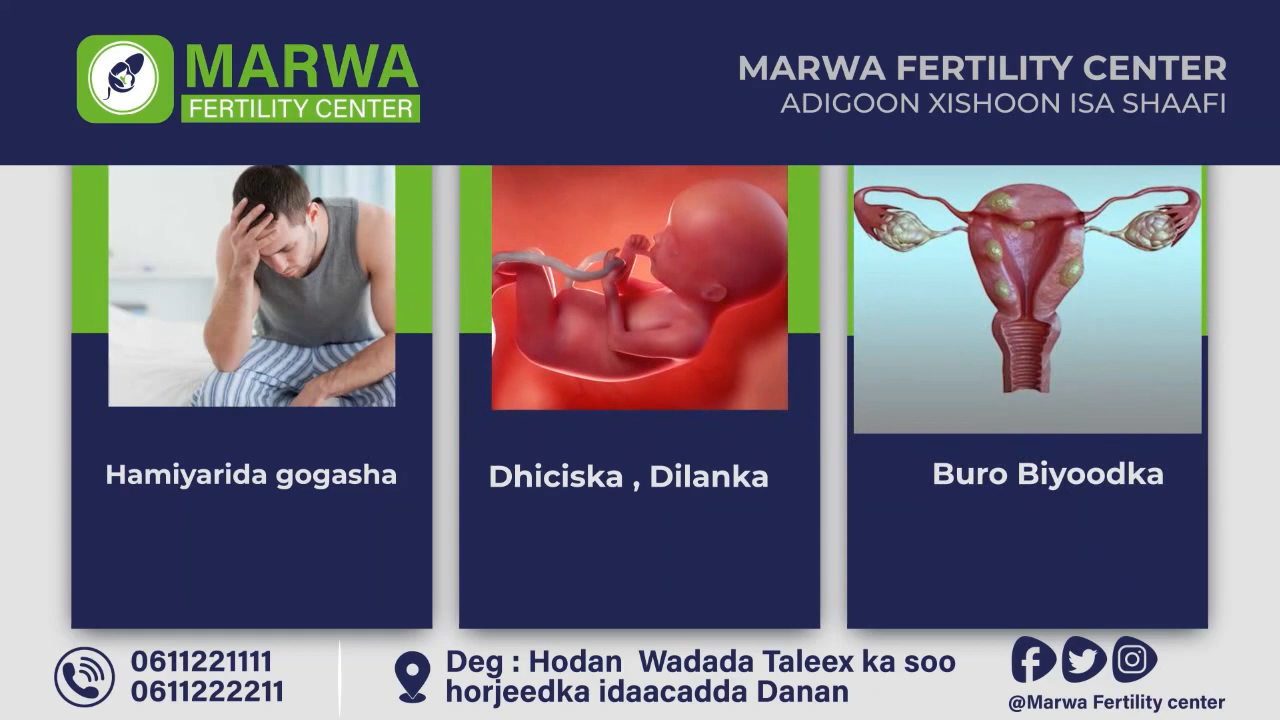 MARWA
FERTILITY CENTER
MARWA FERTILITY CENTER
ADIGOON XISHOON ISA SHAAFI
Hamiyarida gogasha
Dhiciska , Dilanka
Buro Biyoodka
0611221111
0611222211
Deg : Hodan Wadada Taleex ka soo
horjeedka idaacadda Danan
@Marwa Fertility center